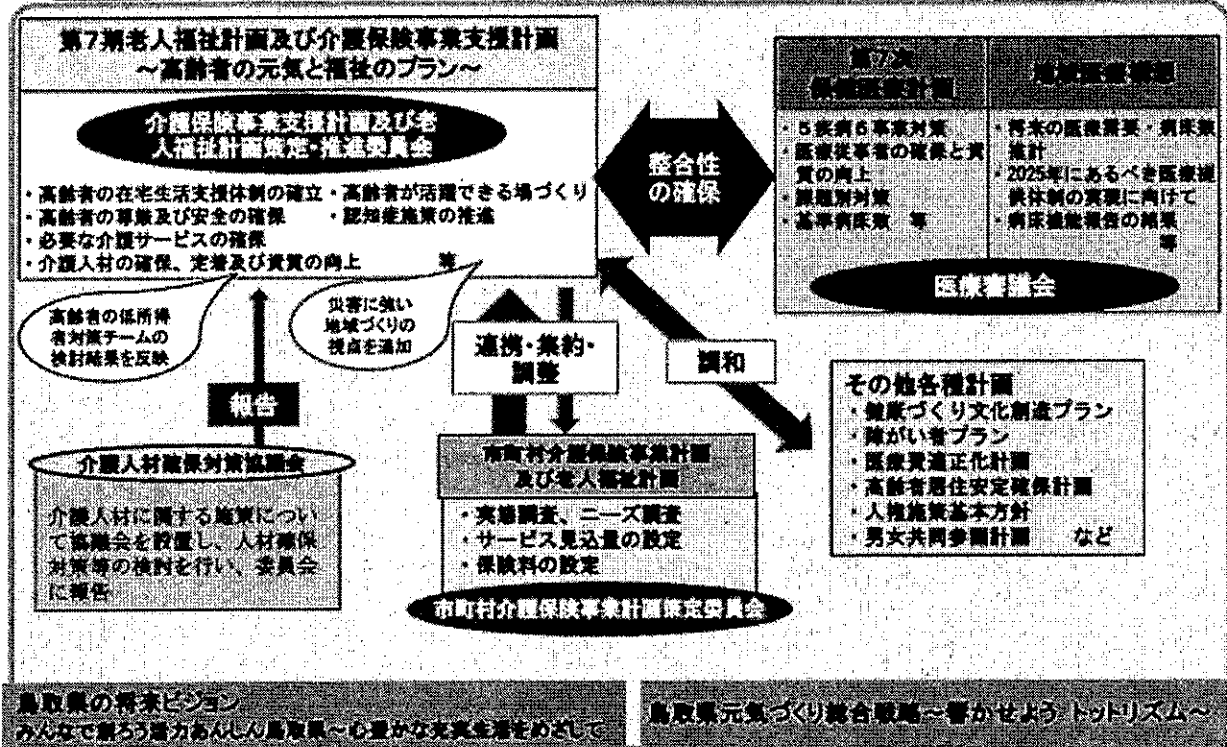 第7期老人福祉計画及び介護保険事業支援計画
～高齢者の元気と福祉のプラン～
介護保険事業支援計画及び老
人福祉計画策定・推進委員会
・高齢者の在宅生活支援体制の確立 ・高齢者が活躍できる場づくり
・高齢者の尊厳及び安全の確保 ・認知症施策の推進
・必要な介護サービスの確保
・介護人材の確保、定着及び資質の向上 等
整合性
の確保
第7次
保健医療計画
・5疾病6事業対策
・医療従事者の確保と資
質の向上
・課題別対策
・基準病床数 等
地域医療構想
・将来の医療需要・病床数
推計
・2025年にあるべき医療提
供体制の実現に向けて
・病床機能報告の結果
等
医療審議会
高齢者の低所得
者対策チームの
検討結果を反映
災害に強い
地域づくりの
視点を追加
連携・集約・
調整
調和
報告
その他各種計画
・健康づくり文化創造プラン
・障がい者プラン
・医療費適正化計画
・高齢者居住安定確保計画
・人権施策基本方針
・男女共同参画計画 など
介護人材確保対策協議会
介護人材に関する施策につい
て協議会を設置し、人材確保
対策等の検討を行い、委員会
に報告
市町村介護保険事業計画
及び老人福祉計画
・実態調査、ニーズ調査
・サービス見込量の設定
・保険料の設定
市町村介護保険事業計画策定委員会
鳥取県の将来ビジョン
みんなで創ろう活力あんしん鳥取県～心豊かな充実生活をめざして
鳥取県元気づくり総合戦略～響かせよう トットリズム～